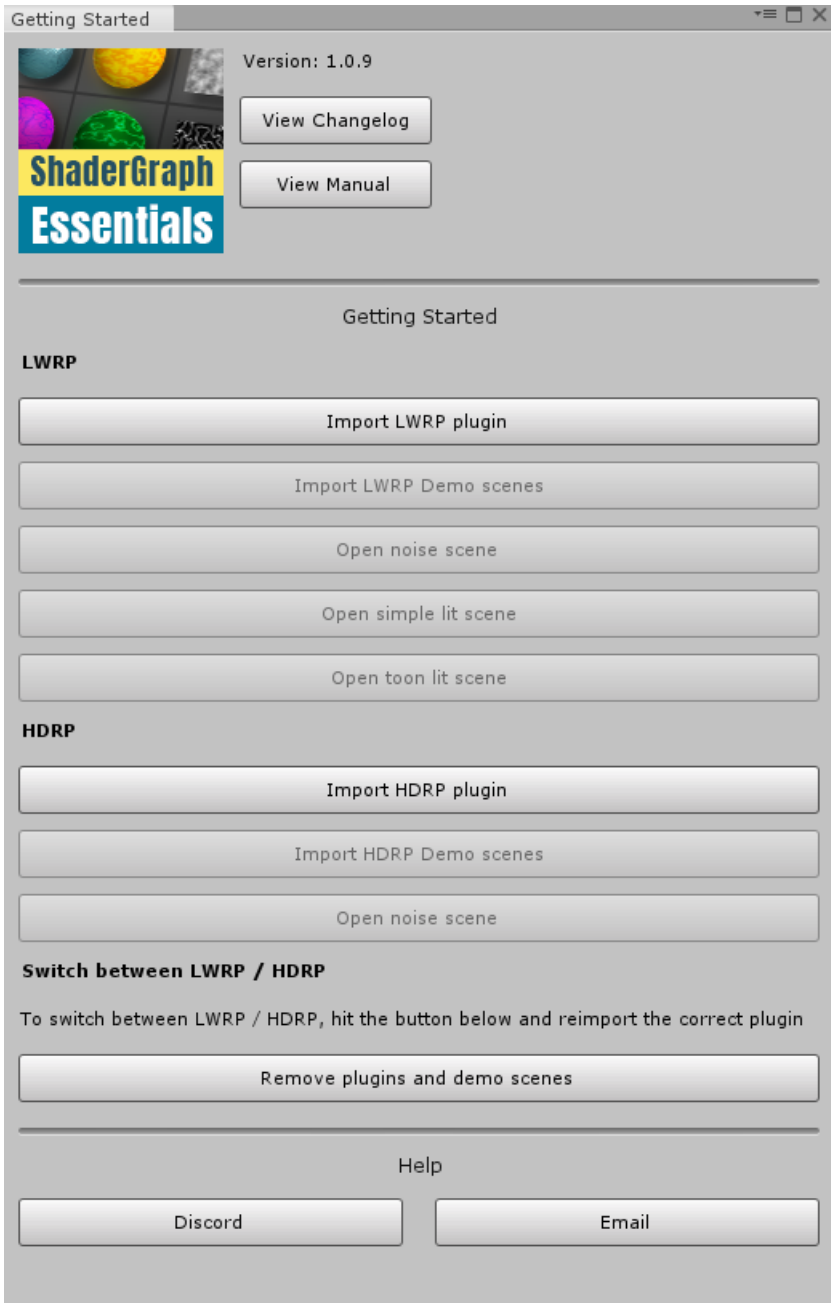 Getting Started
Version: 1.0.9
View Changelog
View Manual
ShaderGraph
Essentials
Getting Started
LWRP
Import LWRP plugin
Import LWRP Demo scenes
Open noise scene
Open simple lit scene
Open toon lit scene
HDRP
Import HDRP plugin
Import HDRP Demo scenes
Open noise scene
Switch between LWRP / HDRP
To switch between LWRP / HDRP, hit the button below and reimport the correct plugin
Remove plugins and demo scenes
Help
Discord
Email